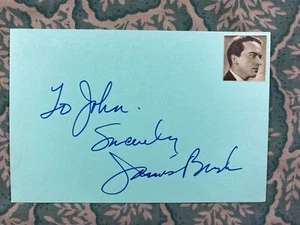 To John.
Sincerely
James Bush